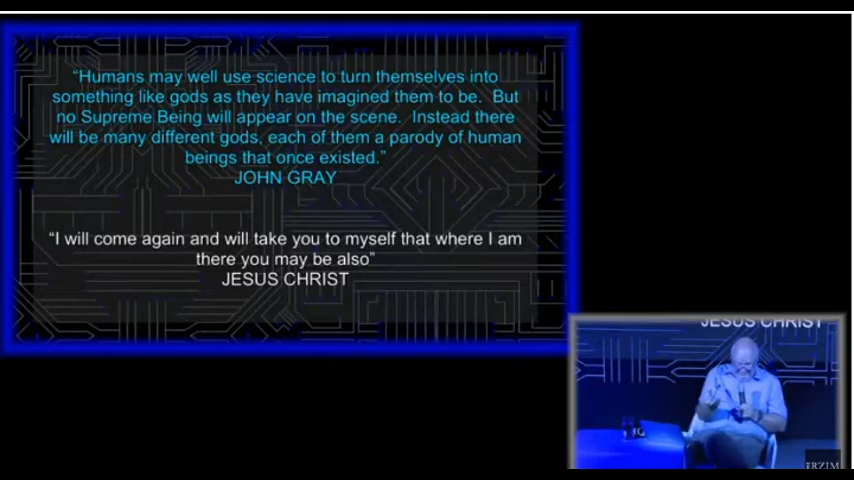 “Humans may well use science to turn themselves into
something like gods as they have imagined them to be.  But
no Supreme Being will appear on the scene.  Instead there
will be many different gods, each of them a parody of human
beings that once existed.”
JOHN GRAY
“I will come again and will take you to myself that where I am
there you may be also”
JESUS CHRIST
JESUS CHRIST
RZIM